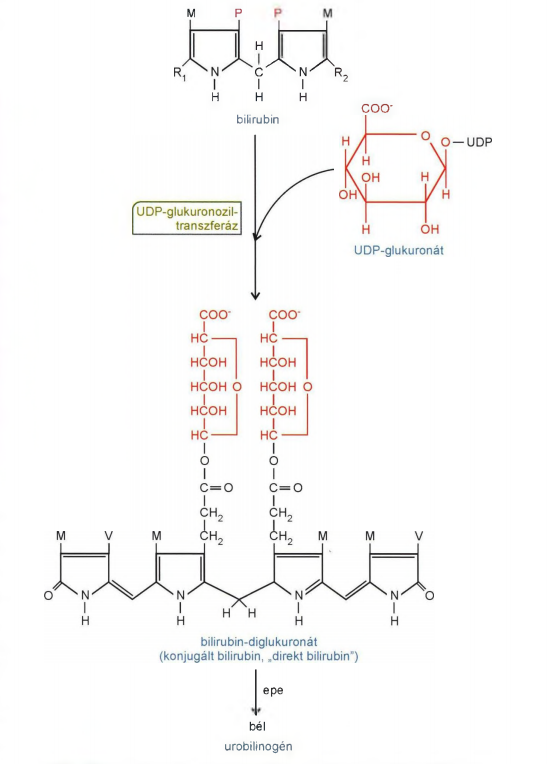 M P P M
H
R1 N C N R2
H H H
bilirubin
COO-
H O O—UDP
H
OH H
OH H
H OH
UDP-glukuronozil-
transzferáz
UDP-glukuronát
COO- COO-
HC HC
HCOH HCOH
HCOH O HCOH O
HCOH HCOH
HC HC
O O
C=O C=O
CH2 CH2
M V M CH2 CH2 M M V
O N N H H N N O
H H H H
bilirubin-diglukuronát
(konjugált bilirubin, „direkt bilirubin”)
epe
bél
urobilinogén